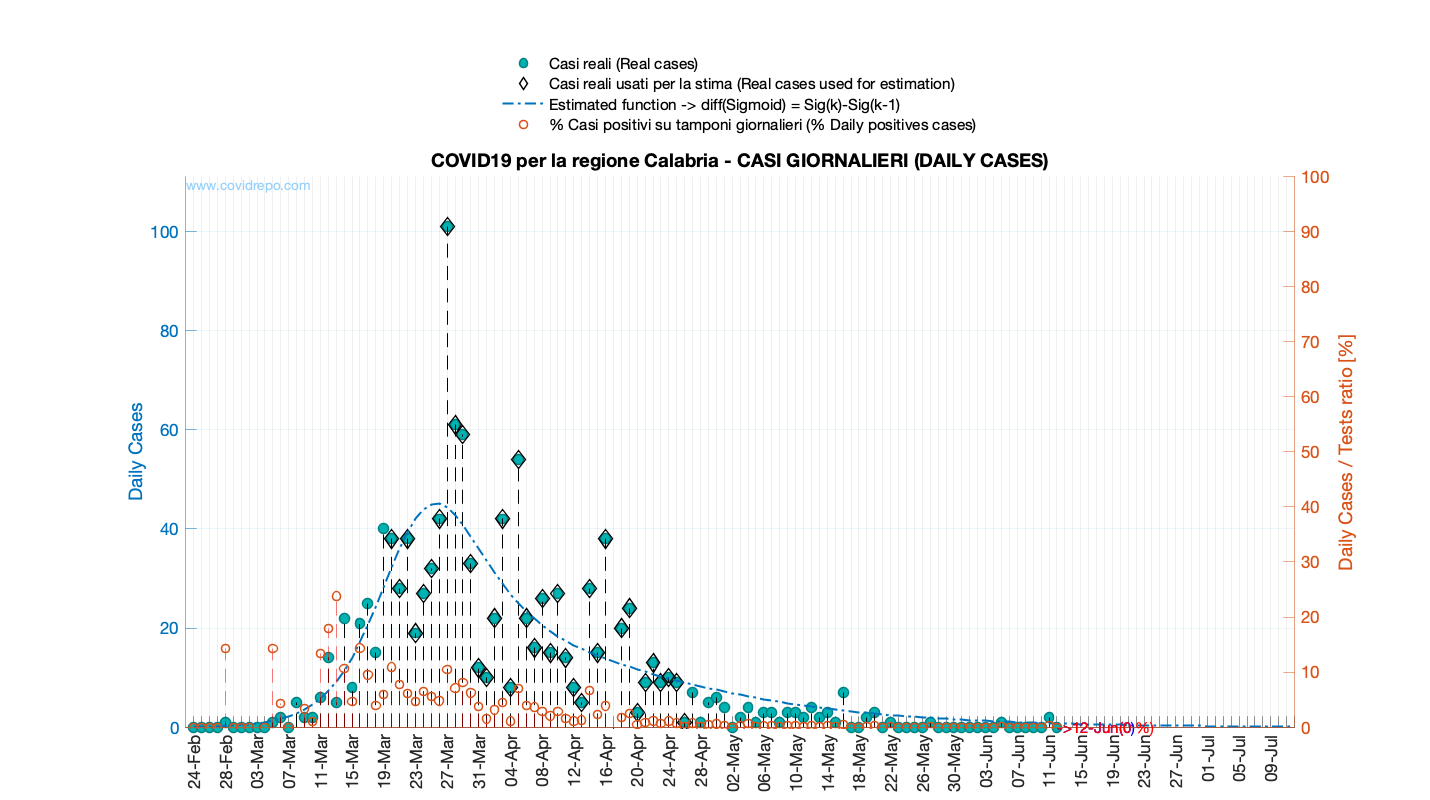 Casi reali (Real cases)
Casi reali usati per la stima (Real cases used for estimation)
Estimated function -> diff(Sigmoid) = Sig(k)-Sig(k-1)
% Casi positivi su tamponi giornalieri (% Daily positives cases)
COVID19 per la regione Calabria - CASI GIORNALIERI (DAILY CASES)
www.covidrepo.com
Daily Cases
100
80
60
40
20
0
100
90
80
70
60
50
40
30
20
10
0
Daily Cases / Tests ratio [%]
->12-Jun(0,%)
24-Feb
28-Feb
03-Mar
07-Mar
11-Mar
15-Mar
19-Mar
23-Mar
27-Mar
31-Mar
04-Apr
08-Apr
12-Apr
16-Apr
20-Apr
24-Apr
28-Apr
02-May
06-May
10-May
14-May
18-May
22-May
26-May
30-May
03-Jun
07-Jun
11-Jun
15-Jun
19-Jun
23-Jun
27-Jun
01-Jul
05-Jul
09-Jul